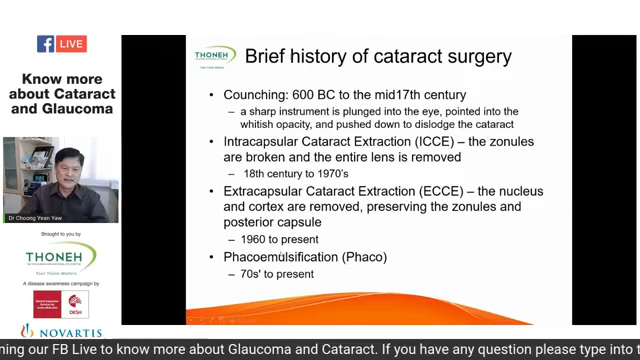 f LIVE
Know more
about Cataract
and Glaucoma
Dr Choong Yean Yaw
Brought to you by
THONEH
Your Vision Matters
A disease awareness campaign by
DKSH
NOVARTIS
THONEH
Brief history of cataract surgery
• Counching: 600 BC to the mid17th century
– a sharp instrument is plunged into the eye, pointed into the
whitish opacity, and pushed down to dislodge the cataract
• Intracapsular Cataract Extraction (ICCE) – the zonules
are broken and the entire lens is removed
– 18th century to 1970's
• Extracapsular Cataract Extraction (ECCE) – the nucleus
and cortex are removed, preserving the zonules and
posterior capsule
– 1960 to present
• Phacoemulsification (Phaco)
– 70s' to present
ning our FB Live to know more about Glaucoma and Cataract. If you have any question please type into t